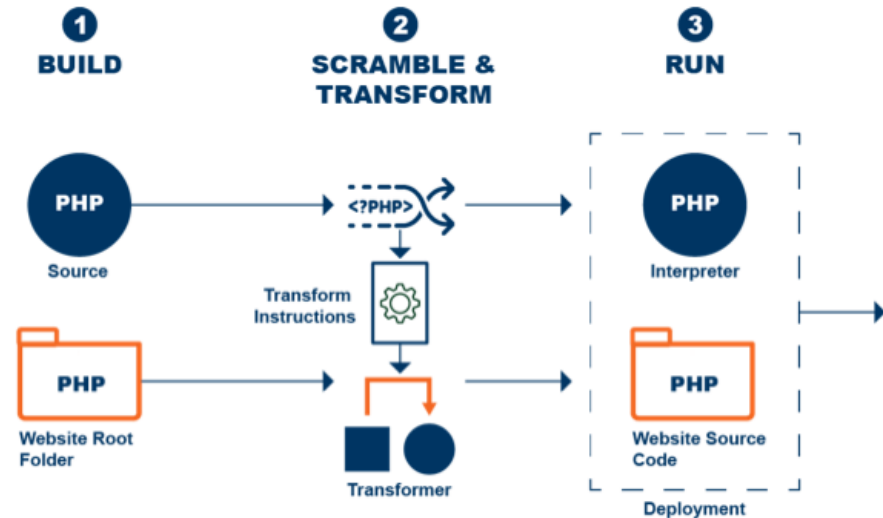 1
BUILD
2
SCRAMBLE &
TRANSFORM
3
RUN
PHP
Source
<?PHP>
PHP
Interpreter
Transform
Instructions
PHP
Website Root
Folder
Transformer
PHP
Website Source
Code
Deployment